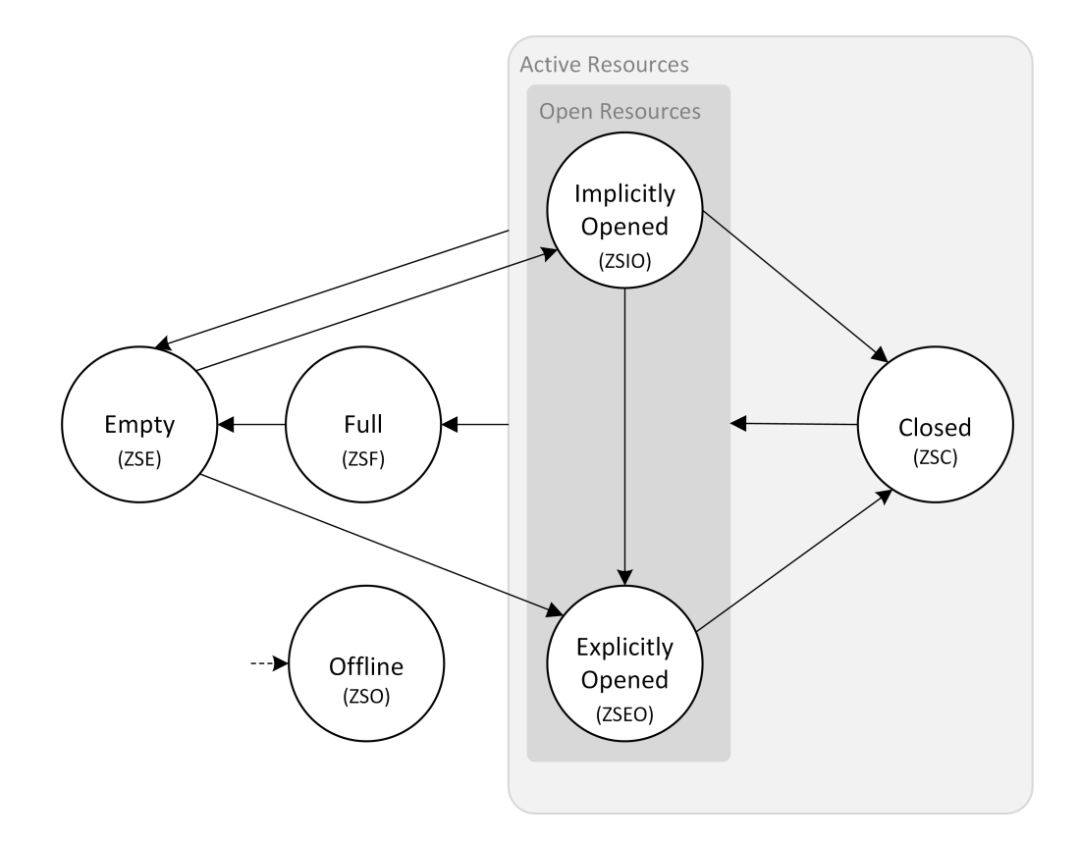 Active Resources
Open Resources
Implicitly
Opened
(ZSIO)
Empty
(ZSE)
Full
(ZSF)
Closed
(ZSC)
Offline
(ZSO)
Explicitly
Opened
(ZSEO)